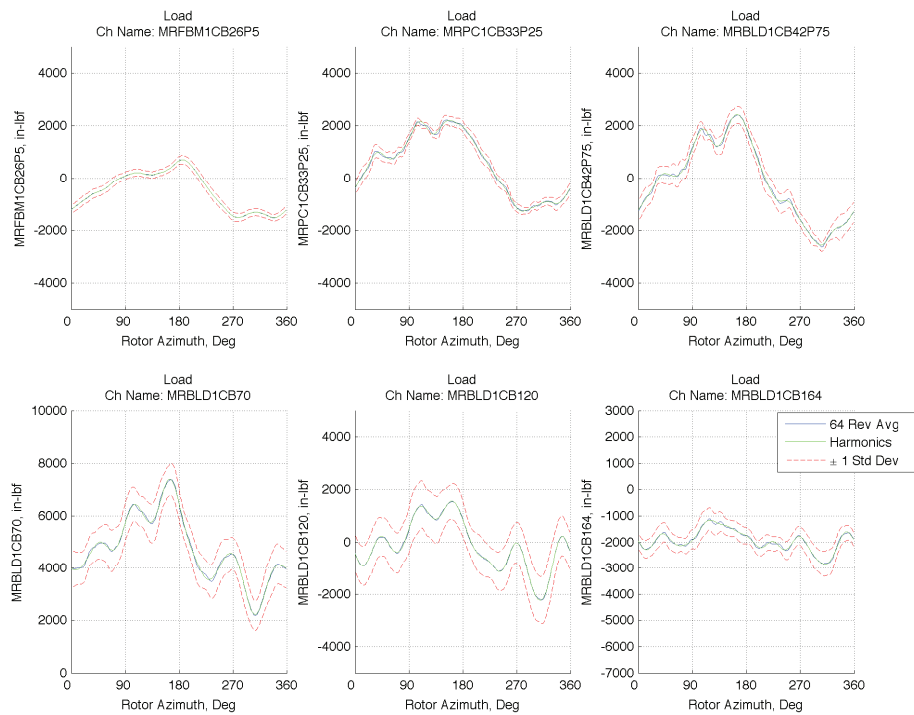 Load
Ch Name: MRFBM1CB26P5
4000
2000
0
-2000
-4000
MRFBM1CB26P5, in-lbf
0 90 180 270 360
Rotor Azimuth, Deg
Load
Ch Name: MRPC1CB33P25
4000
2000
0
-2000
-4000
MRPC1CB33P25, in-lbf
0 90 180 270 360
Rotor Azimuth, Deg
Load
Ch Name: MRBLD1CB42P75
4000
2000
0
-2000
-4000
MRBLD1CB42P75, in-lbf
0 90 180 270 360
Rotor Azimuth, Deg
Load
Ch Name: MRBLD1CB70
10000
8000
6000
4000
2000
0
MRBLD1CB70, in-lbf
0 90 180 270 360
Rotor Azimuth, Deg
Load
Ch Name: MRBLD1CB120
4000
2000
0
-2000
-4000
MRBLD1CB120, in-lbf
0 90 180 270 360
Rotor Azimuth, Deg
Load
Ch Name: MRBLD1CB164
3000
2000
1000
0
-1000
-2000
-3000
-4000
-5000
-6000
-7000
MRBLD1CB164, in-lbf
0 90 180 270 360
Rotor Azimuth, Deg
64 Rev Avg
Harmonics
± 1 Std Dev